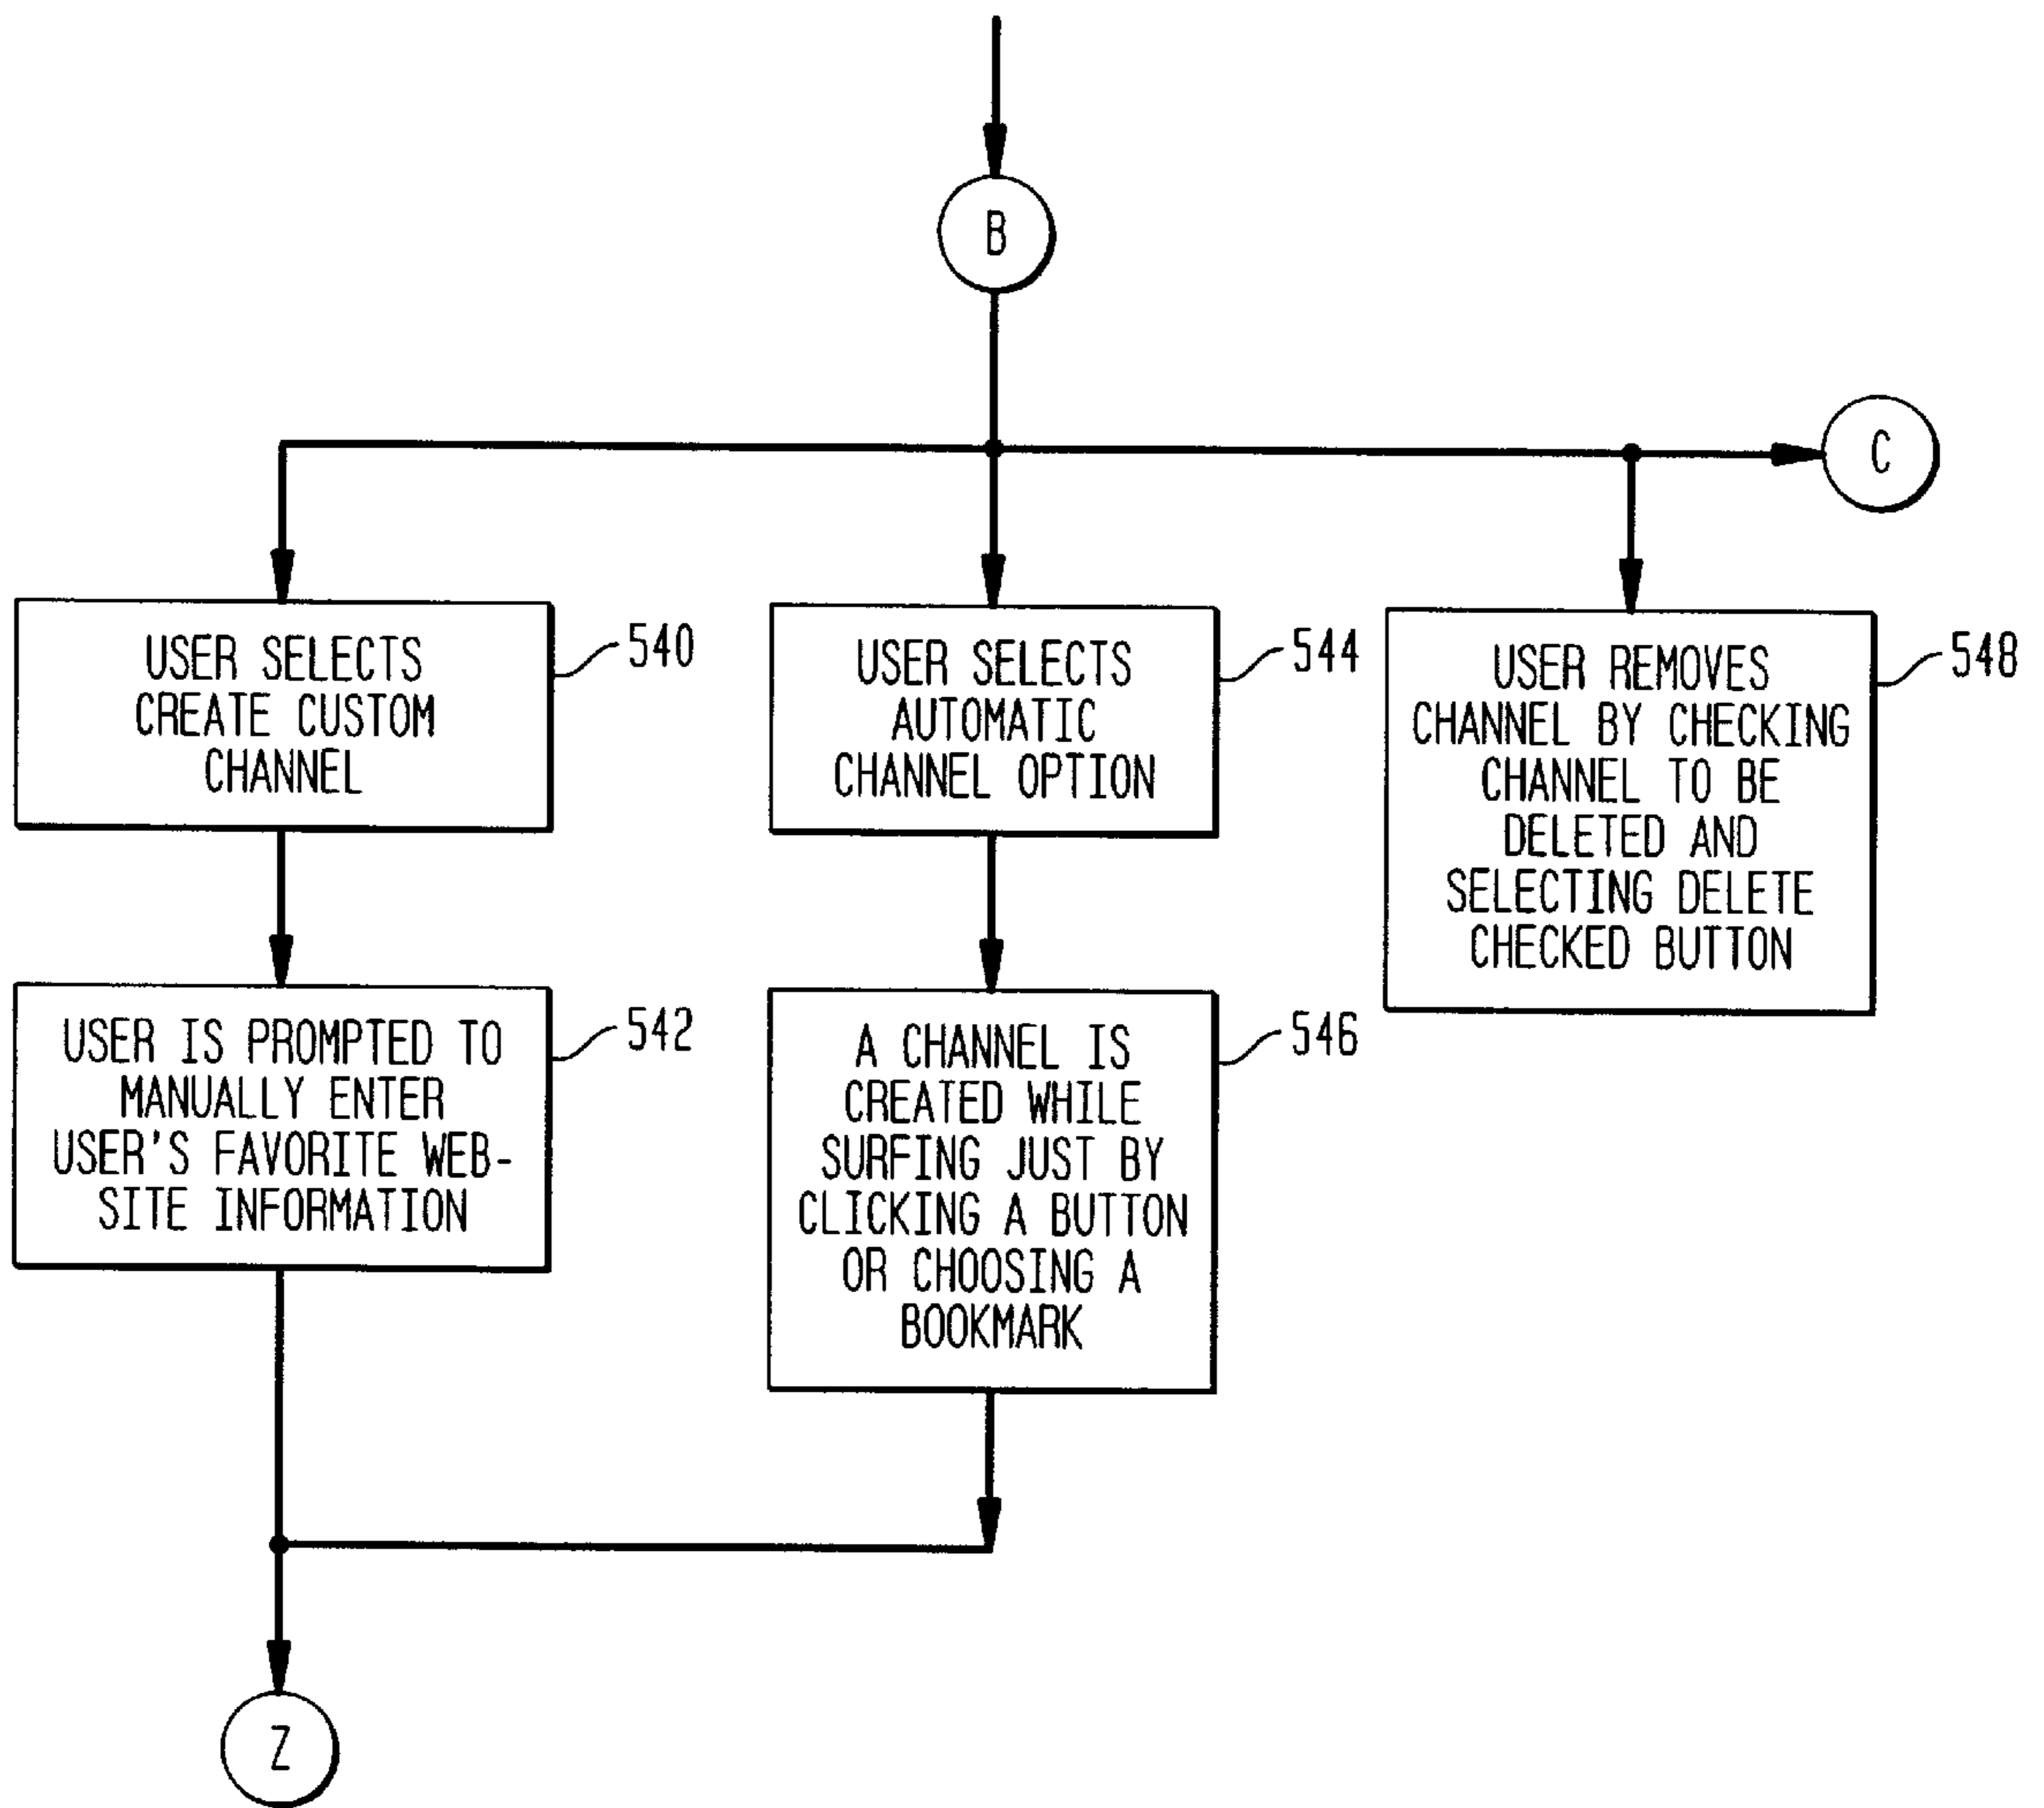 B
C
USER SELECTS
CREATE CUSTOM
CHANNEL
540
USER SELECTS
AUTOMATIC
CHANNEL OPTION
544
USER REMOVES
CHANNEL BY CHECKING
CHANNEL TO BE
DELETED AND
SELECTING DELETE
CHECKED BUTTON
548
USER IS PROMPTED TO
MANUALLY ENTER
USER'S FAVORITE WEB-
SITE INFORMATION
542
A CHANNEL IS
CREATED WHILE
SURFING JUST BY
CLICKING A BUTTON
OR CHOOSING A
BOOKMARK
546
Z